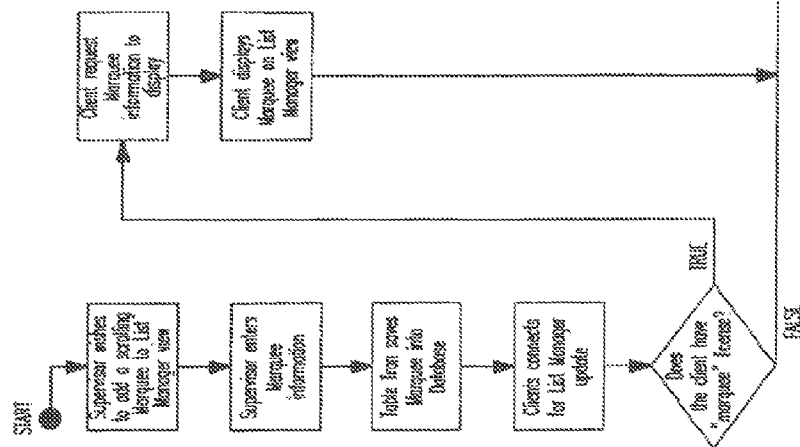 START
Supervisor wishes
to add a scrolling
Marquee to List
Manager view
Supervisor enters
Marquee
information
Table Tran saves
Marquee into
Database
Clients connects
for List Manager
update
Does
the client have
"marquee" license?
TRUE
FALSE
Client request
Marquee
information to
display
Client displays
Marquee on List
Manager view